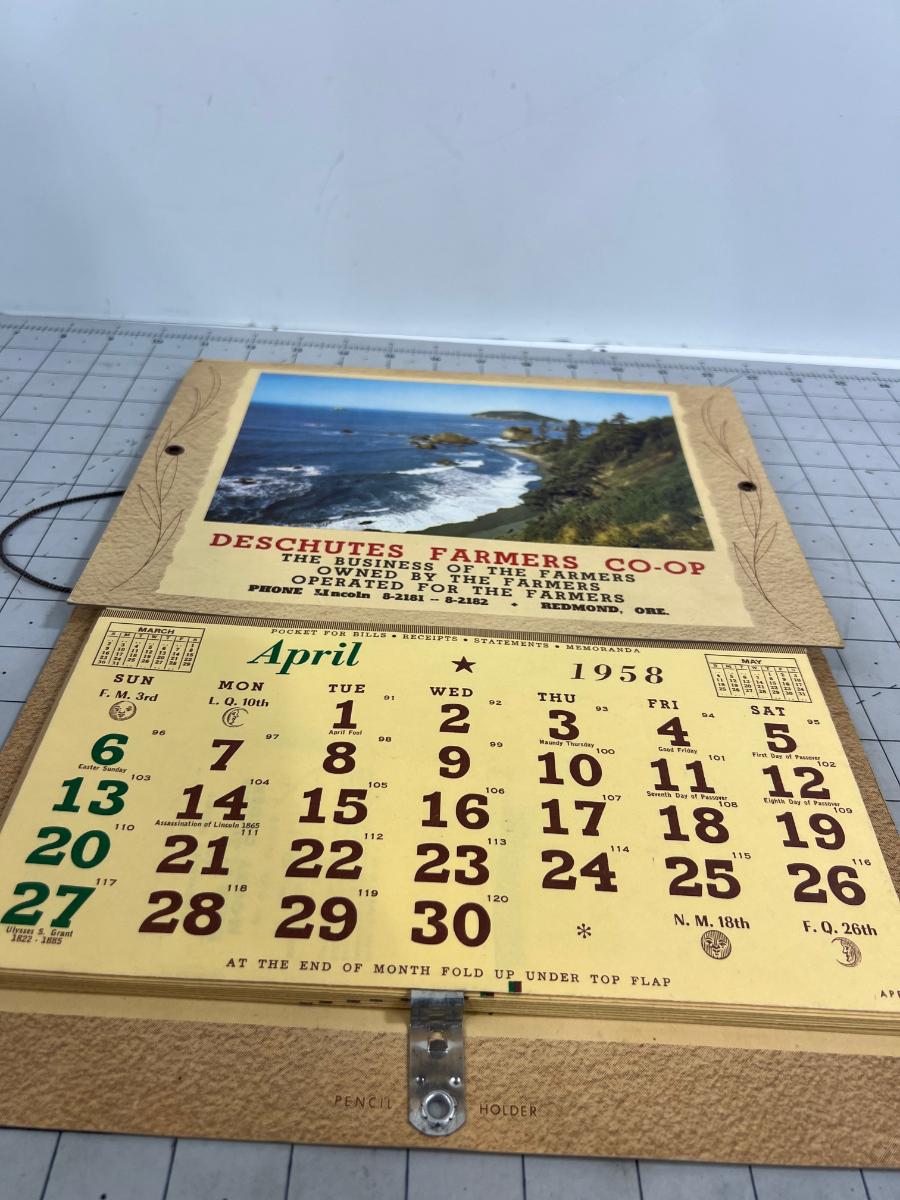 DESCHUTES FARMERS CO-OP
THE BUSINESS OF THE FARMERS
OWNED BY THE FARMERS
OPERATED FOR THE FARMERS
PHONE LIncoln 8-2181 -- 8-2182 • REDMOND, ORE.
POCKET FOR BILLS • RECEIPTS • STATEMENTS • MEMORANDA
MARCH
April ★ 1958
MAY
SUN MON TUE WED THU FRI SAT
F. M. 3rd L. Q. 10th 1 91 2 92 3 93 4 94 5 95
April Fool Maundy Thursday Good Friday First Day of Passover
6 96 7 97 8 98 9 99 10 100 11 101 12 102
Easter Sunday Seventh Day of Passover Eighth Day of Passover
13 103 14 104 15 105 16 106 17 107 18 108 19 109
Assassination of Lincoln 1865
20 110 21 111 22 112 23 113 24 114 25 115 26 116
27 117 28 118 29 119 30 120 * N. M. 18th F. Q. 26th
Ulysses S. Grant
1822 - 1885
AT THE END OF MONTH FOLD UP UNDER TOP FLAP
PENCIL HOLDER